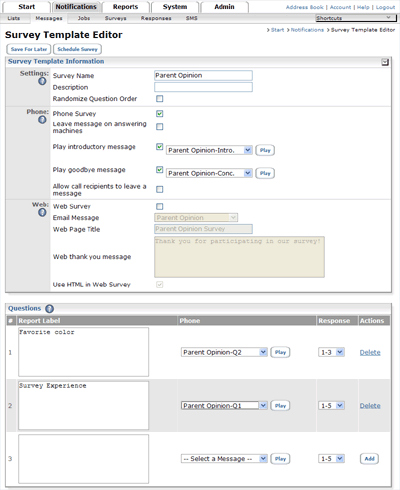 Start Notifications Reports System Admin
Address Book | Account | Help | Logout
Lists Messages Jobs Surveys Responses SMS Shortcuts
Survey Template Editor
> Start > Notifications > Survey Template Editor
Save For Later Schedule Survey
Survey Template Information
Settings: Survey Name Parent Opinion
Description
Randomize Question Order
Phone: Phone Survey
Leave message on answering
machines
Play introductory message Parent Opinion-Intro. Play
Play goodbye message Parent Opinion-Conc. Play
Allow call recipients to leave a
message
Web: Web Survey
Email Message Parent Opinion
Web Page Title Parent Opinion Survey
Web thank you message Thank you for participating in our survey!
Use HTML in Web Survey
Questions
# Report Label Phone Response Actions
Favorite color
1 Parent Opinion-Q2 Play 1-3 Delete
Survey Experience
2 Parent Opinion-Q1 Play 1-5 Delete
3 -- Select a Message -- Play 1-5 Add